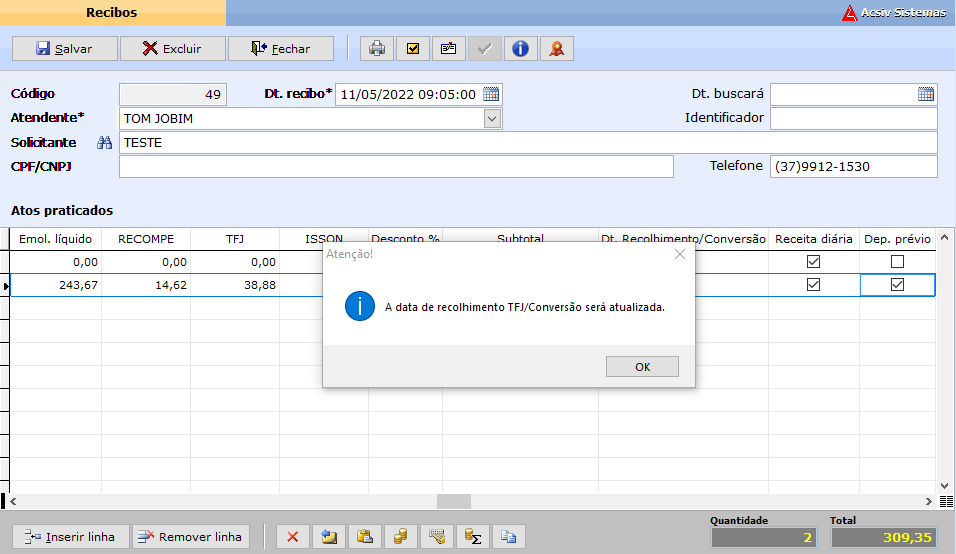 Recibos
Acsiv Sistemas
Salvar Excluir Fechar
Código 49 Dt. recibo* 11/05/2022 09:05:00 Dt. buscará
Atendente* TOM JOBIM Identificador
Solicitante TESTE
CPF/CNPJ Telefone (37)9912-1530
Atos praticados
Emol. líquido RECOMPE TFJ ISSQN Desconto % Subtotal Dt. Recolhimento/Conversão Receita diária Dep. prévio
0,00 0,00 0,00
243,67 14,62 38,88
Atenção!
A data de recolhimento TFJ/Conversão será atualizada.
OK
Inserir linha Remover linha
Quantidade Total
2 309,35